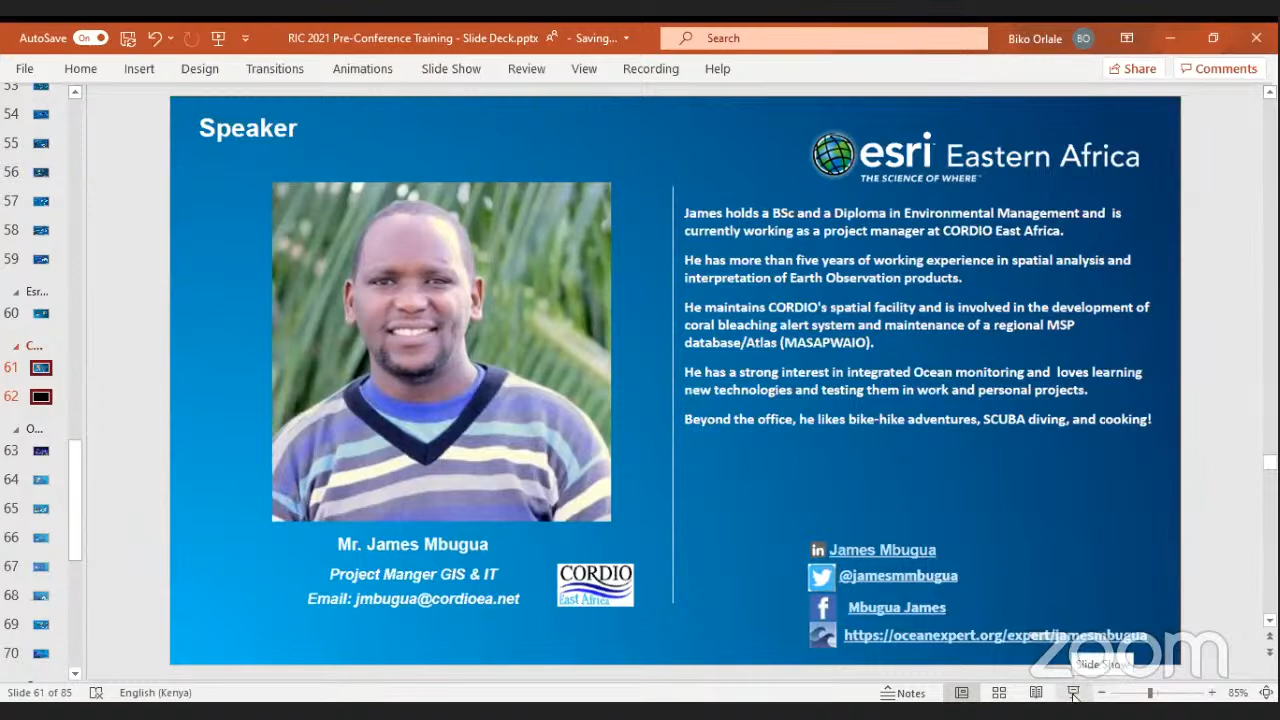 AutoSave On RIC 2021 Pre-Conference Training - Slide Deck.pptx - Saving... Search Biko Orlale BO
File Home Insert Design Transitions Animations Slide Show Review View Recording Help Share Comments
53
54
55
56
57
58
59
Esr...
60
C...
61
62
O...
63
64
65
66
67
68
69
70
Speaker
esri Eastern Africa
THE SCIENCE OF WHERE™
James holds a BSc and a Diploma in Environmental Management and is
currently working as a project manager at CORDIO East Africa.
He has more than five years of working experience in spatial analysis and
interpretation of Earth Observation products.
He maintains CORDIO's spatial facility and is involved in the development of
coral bleaching alert system and maintenance of a regional MSP
database/Atlas (MASAPWAIO).
He has a strong interest in integrated Ocean monitoring and loves learning
new technologies and testing them in work and personal projects.
Beyond the office, he likes bike-hike adventures, SCUBA diving, and cooking!
Mr. James Mbugua
Project Manger GIS & IT
Email: jmbugua@cordioea.net
CORDIO
East Africa
in James Mbugua
@jamesmmbugua
f Mbugua James
https://oceanexpert.org/expert/jamesmbugua
zoom
Slide Show
Slide 61 of 85 English (Kenya) Notes 85%